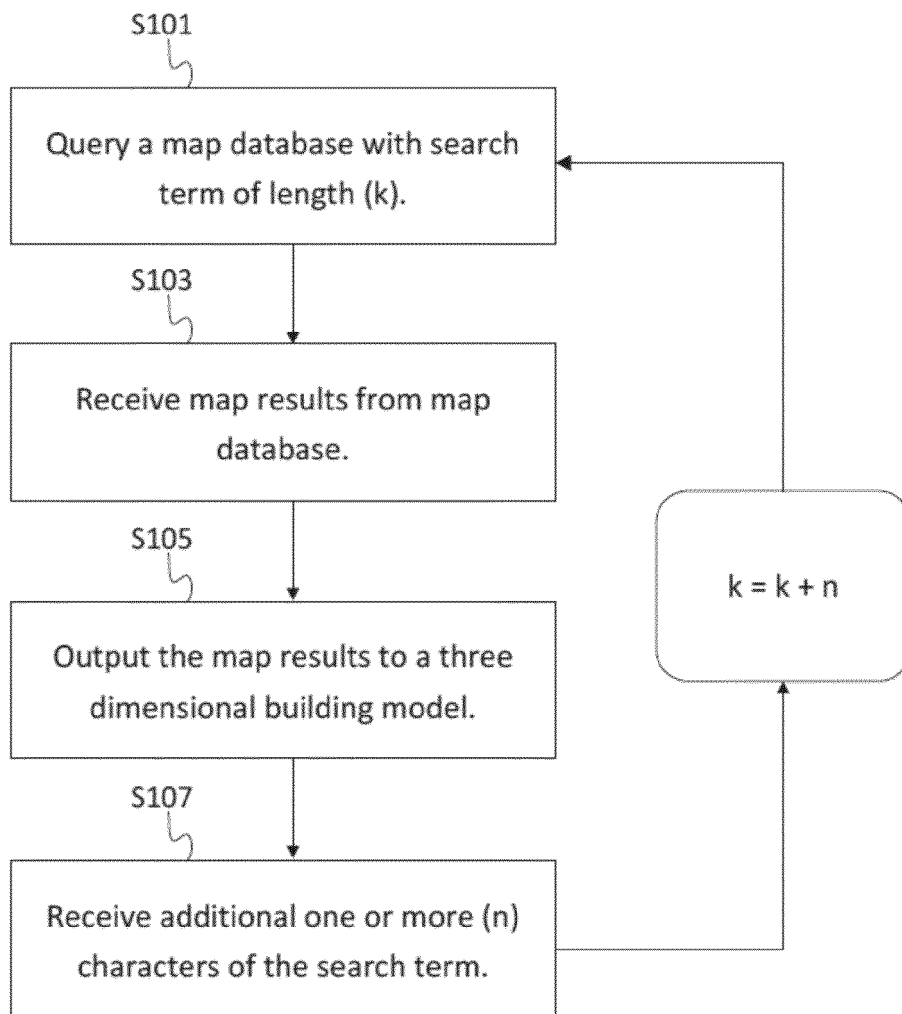 S101
Query a map database with search
term of length (k).
S103
Receive map results from map
database.
S105
Output the map results to a three
dimensional building model.
k = k + n
S107
Receive additional one or more (n)
characters of the search term.